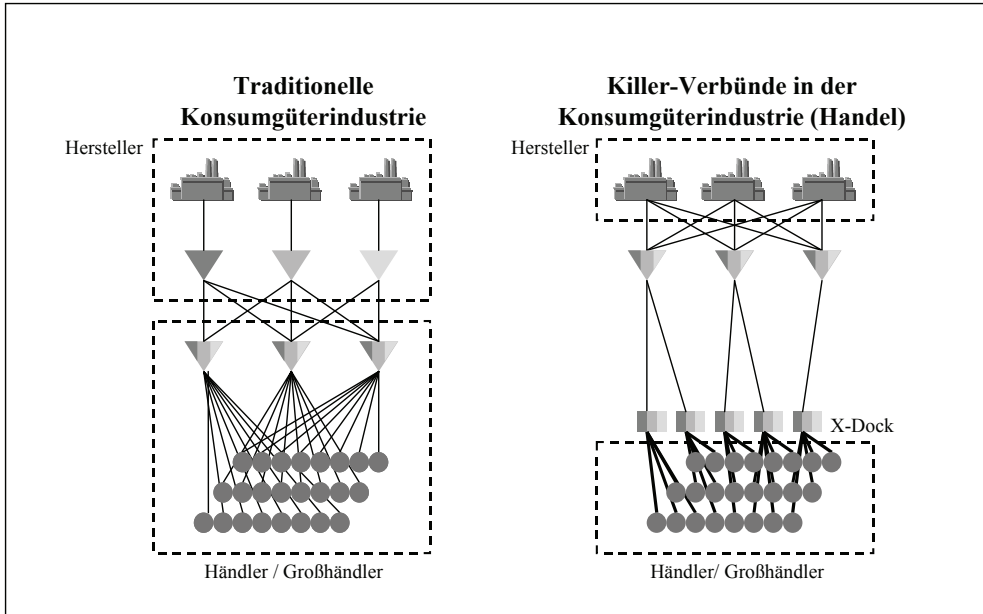 Traditionelle
Konsumgüterindustrie
Hersteller
Händler / Großhändler
Killer-Verbünde in der
Konsumgüterindustrie (Handel)
Hersteller
X-Dock
Händler/ Großhändler